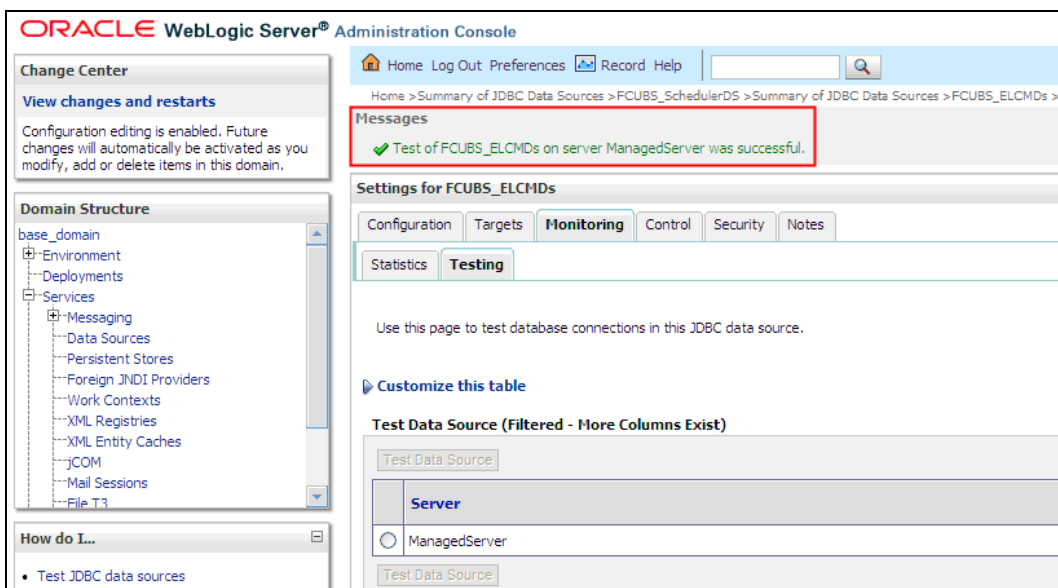 ORACLE WebLogic Server® Administration Console
Change Center
View changes and restarts
Configuration editing is enabled. Future
changes will automatically be activated as you
modify, add or delete items in this domain.
Domain Structure
base_domain
Environment
Deployments
Services
Messaging
Data Sources
Persistent Stores
Foreign JNDI Providers
Work Contexts
XML Registries
XML Entity Caches
jCOM
Mail Sessions
File T3
How do I...
Test JDBC data sources
Home Log Out Preferences Record Help
Home >Summary of JDBC Data Sources >FCUBS_SchedulerDS >Summary of JDBC Data Sources >FCUBS_ELCMDs >
Messages
Test of FCUBS_ELCMDs on server ManagedServer was successful.
Settings for FCUBS_ELCMDs
Configuration Targets Monitoring Control Security Notes
Statistics Testing
Use this page to test database connections in this JDBC data source.
Customize this table
Test Data Source (Filtered - More Columns Exist)
Test Data Source
Server
ManagedServer
Test Data Source